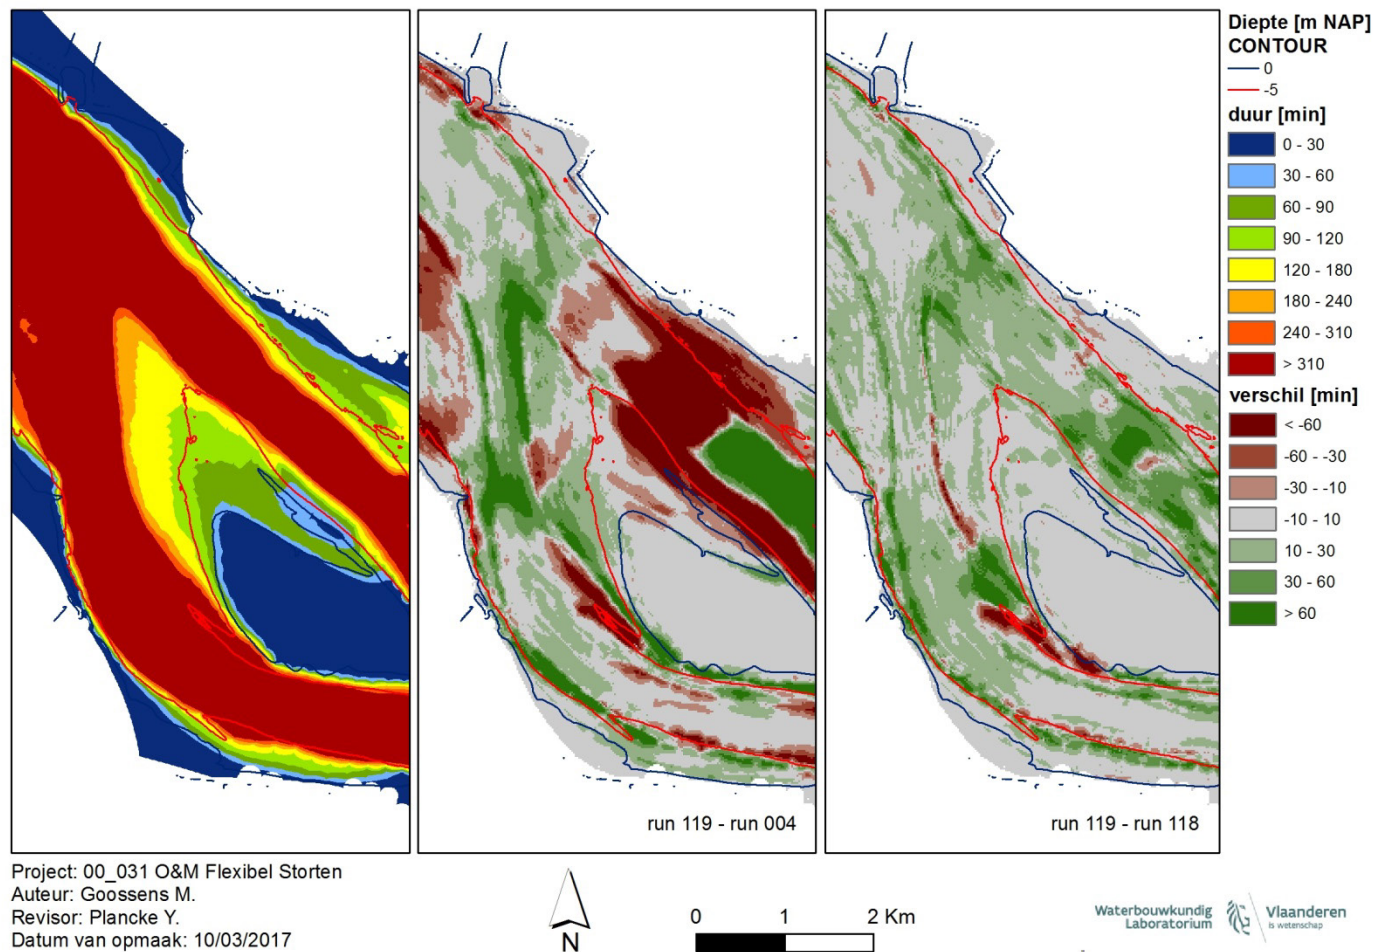 Diepte [m NAP]
CONTOUR
0
-5
duur [min]
0 - 30
30 - 60
60 - 90
90 - 120
120 - 180
180 - 240
240 - 310
> 310
verschil [min]
< -60
-60 - -30
-30 - -10
-10 - 10
10 - 30
30 - 60
> 60
run 119 - run 004
run 119 - run 118
Project: 00_031 O&M Flexibel Storten
Auteur: Goossens M.
Revisor: Plancke Y.
Datum van opmaak: 10/03/2017
N
0 1 2 Km
Waterbouwkundig
Laboratorium
Vlaanderen
is wetenschap